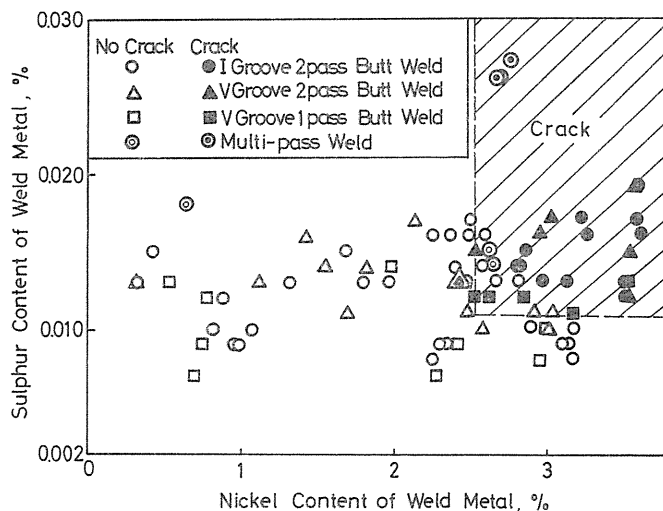 0.030
No Crack Crack
I Groove 2pass Butt Weld
V Groove 2pass Butt Weld
V Groove 1pass Butt Weld
Multi-pass Weld
Crack
0.020
0.010
0.002
0 1 2 3
Sulphur Content of Weld Metal, %
Nickel Content of Weld Metal, %